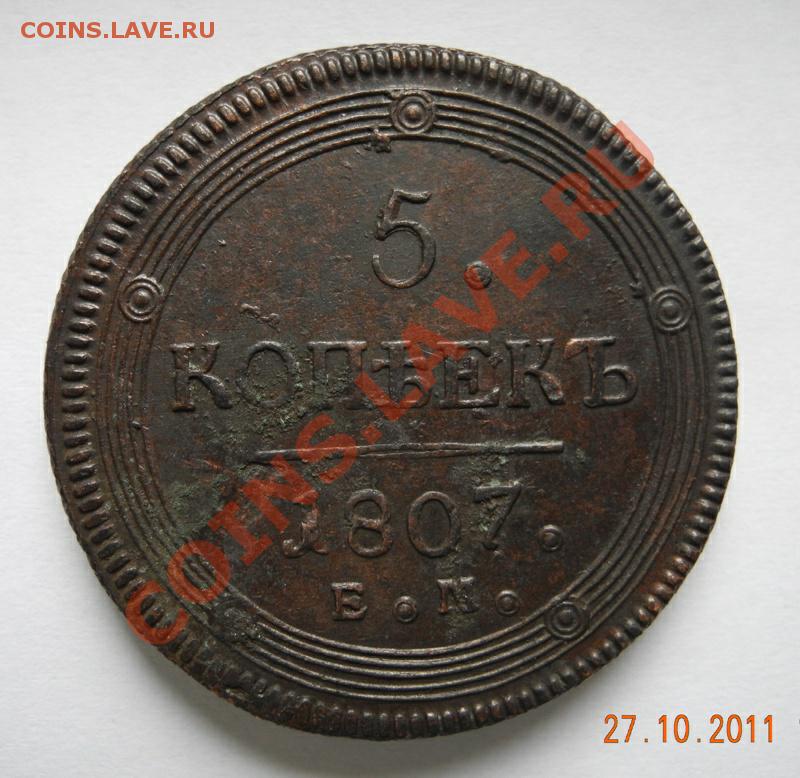 COINS.LAVE.RU
5.
КОПѢЕКЪ
1807.
Е. М.
COINS.LAVE.RU
27.10.2011